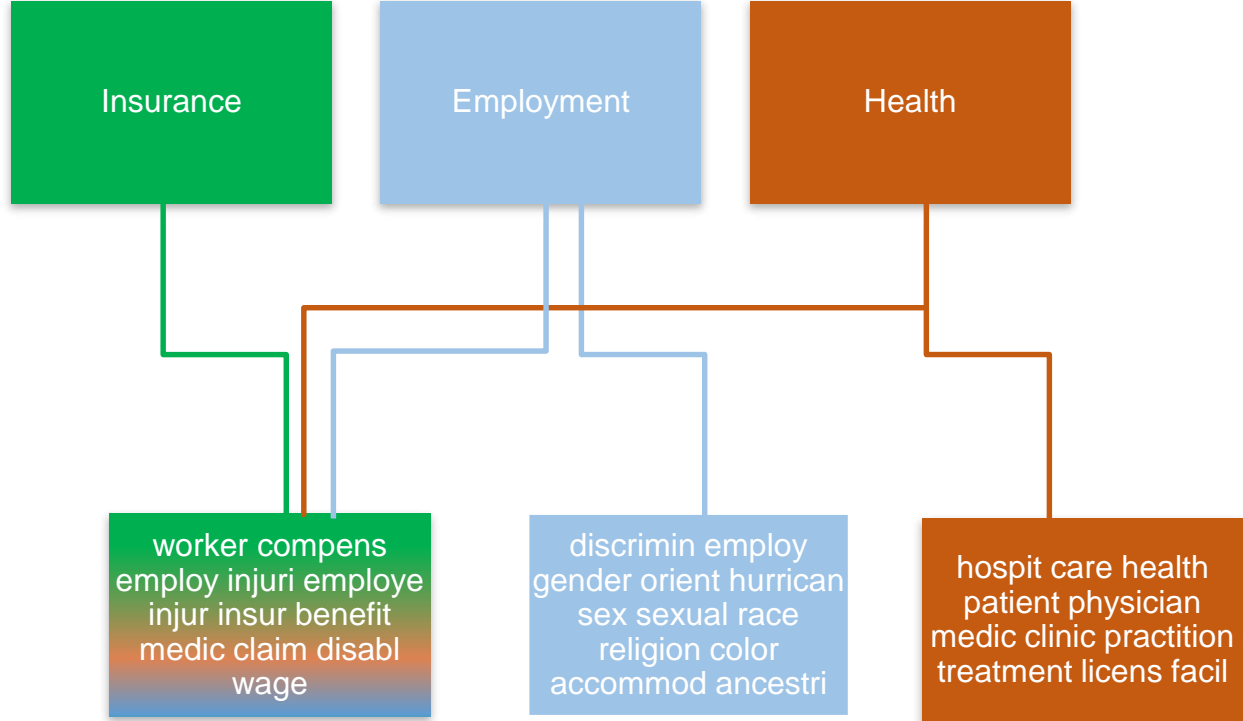 Insurance
Employment
Health
worker compens
employ injuri employe
injur insur benefit
medic claim disabl
wage
discrimin employ
gender orient hurrican
sex sexual race
religion color
accommod ancestri
hospit care health
patient physician
medic clinic practition
treatment licens facil